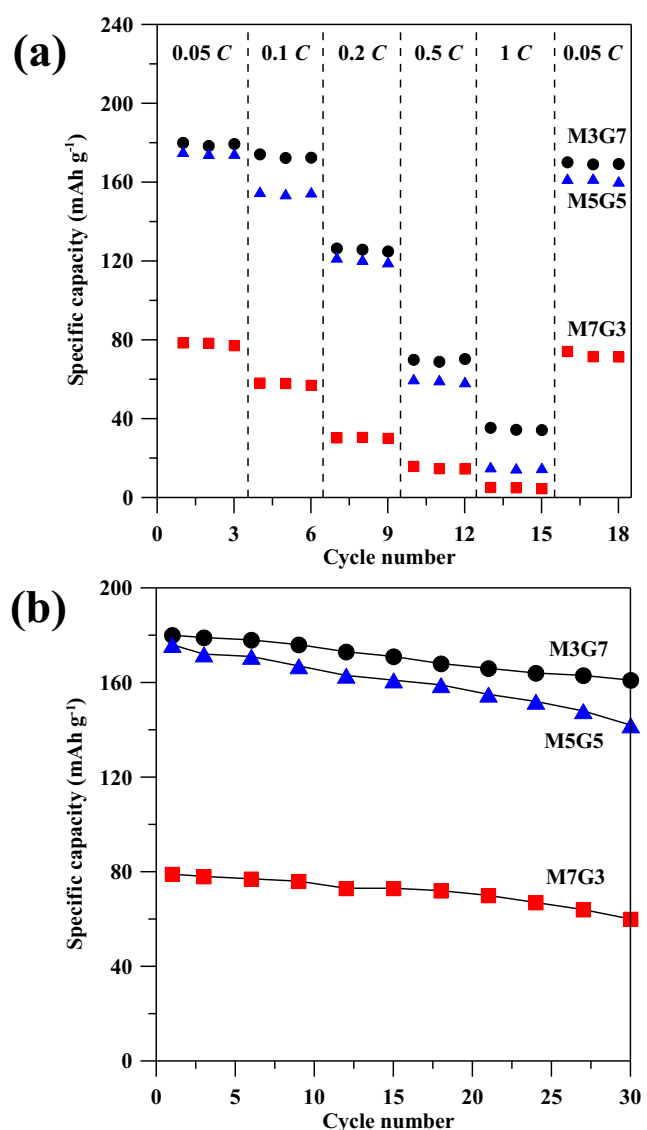 (a)
240
200
160
120
80
40
0
0.05 C 0.1 C 0.2 C 0.5 C 1 C 0.05 C
M3G7
M5G5
M7G3
Specific capacity (mAh g⁻¹)
0 3 6 9 12 15 18
Cycle number
(b)
200
160
120
80
40
0
M3G7
M5G5
M7G3
Specific capacity (mAh g⁻¹)
0 5 10 15 20 25 30
Cycle number